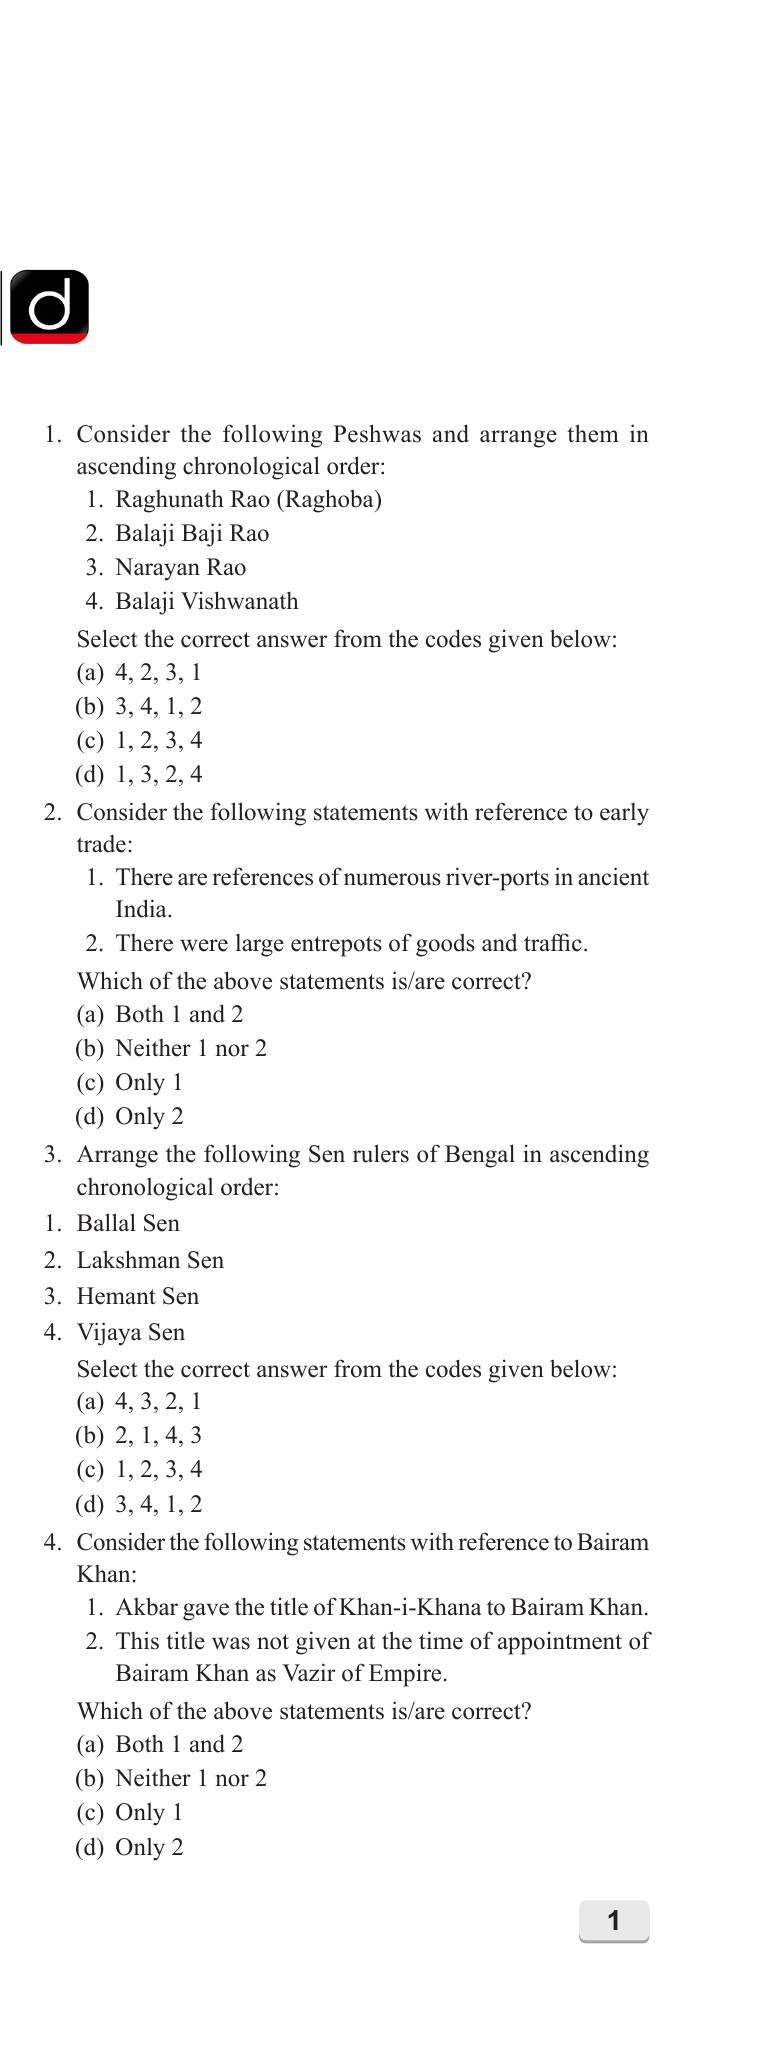 d
1. Consider the following Peshwas and arrange them in
ascending chronological order:
1. Raghunath Rao (Raghoba)
2. Balaji Baji Rao
3. Narayan Rao
4. Balaji Vishwanath
Select the correct answer from the codes given below:
(a) 4, 2, 3, 1
(b) 3, 4, 1, 2
(c) 1, 2, 3, 4
(d) 1, 3, 2, 4
2. Consider the following statements with reference to early
trade:
1. There are references of numerous river-ports in ancient
India.
2. There were large entrepots of goods and traffic.
Which of the above statements is/are correct?
(a) Both 1 and 2
(b) Neither 1 nor 2
(c) Only 1
(d) Only 2
3. Arrange the following Sen rulers of Bengal in ascending
chronological order:
1. Ballal Sen
2. Lakshman Sen
3. Hemant Sen
4. Vijaya Sen
Select the correct answer from the codes given below:
(a) 4, 3, 2, 1
(b) 2, 1, 4, 3
(c) 1, 2, 3, 4
(d) 3, 4, 1, 2
4. Consider the following statements with reference to Bairam
Khan:
1. Akbar gave the title of Khan-i-Khana to Bairam Khan.
2. This title was not given at the time of appointment of
Bairam Khan as Vazir of Empire.
Which of the above statements is/are correct?
(a) Both 1 and 2
(b) Neither 1 nor 2
(c) Only 1
(d) Only 2
1